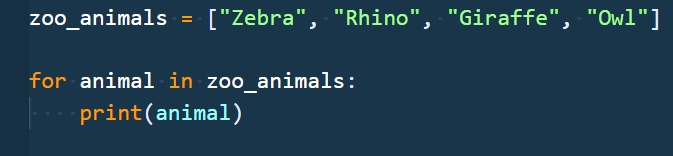 zoo_animals = ["Zebra", "Rhino", "Giraffe", "Owl"]
for animal in zoo_animals:
    print(animal)